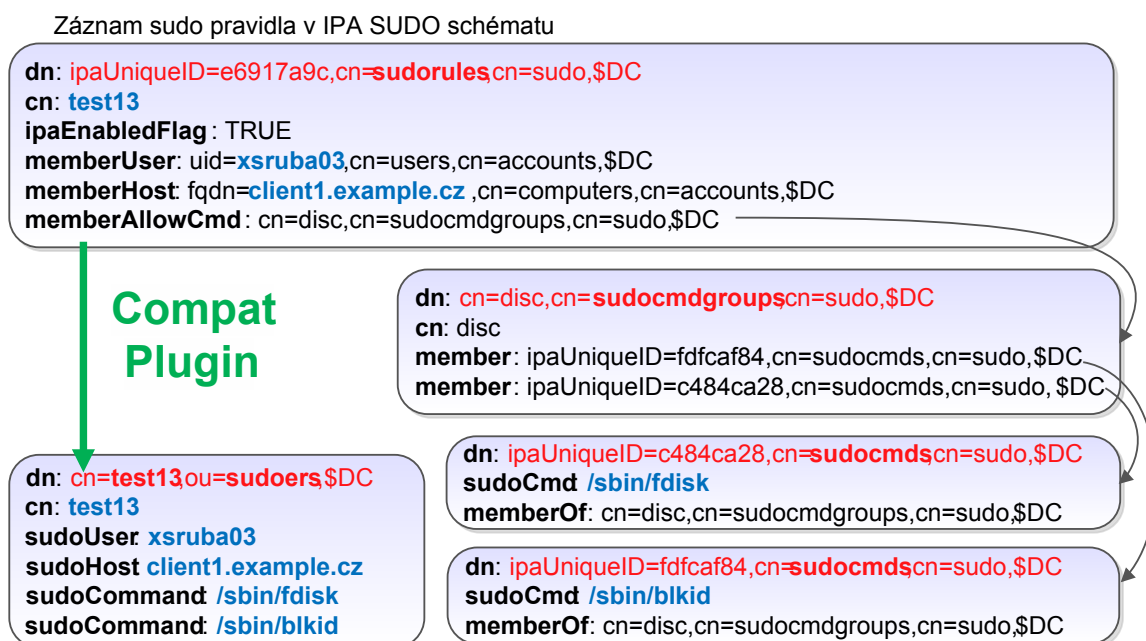 Záznam sudo pravidla v IPA SUDO schématu
dn: ipaUniqueID=e6917a9c,cn=sudorules,cn=sudo,$DC
cn: test13
ipaEnabledFlag : TRUE
memberUser: uid=xsruba03,cn=users,cn=accounts,$DC
memberHost: fqdn=client1.example.cz ,cn=computers,cn=accounts,$DC
memberAllowCmd : cn=disc,cn=sudocmdgroups,cn=sudo,$DC
Compat
Plugin
dn: cn=disc,cn=sudocmdgroups,cn=sudo,$DC
cn: disc
member: ipaUniqueID=fdfcaf84,cn=sudocmds,cn=sudo,$DC
member: ipaUniqueID=c484ca28,cn=sudocmds,cn=sudo, $DC
dn: ipaUniqueID=c484ca28,cn=sudocmds,cn=sudo,$DC
sudoCmd: /sbin/fdisk
memberOf: cn=disc,cn=sudocmdgroups,cn=sudo,$DC
dn: ipaUniqueID=fdfcaf84,cn=sudocmds,cn=sudo,$DC
sudoCmd: /sbin/blkid
memberOf: cn=disc,cn=sudocmdgroups,cn=sudo,$DC
dn: cn=test13,ou=sudoers,$DC
cn: test13
sudoUser: xsruba03
sudoHost: client1.example.cz
sudoCommand: /sbin/fdisk
sudoCommand: /sbin/blkid